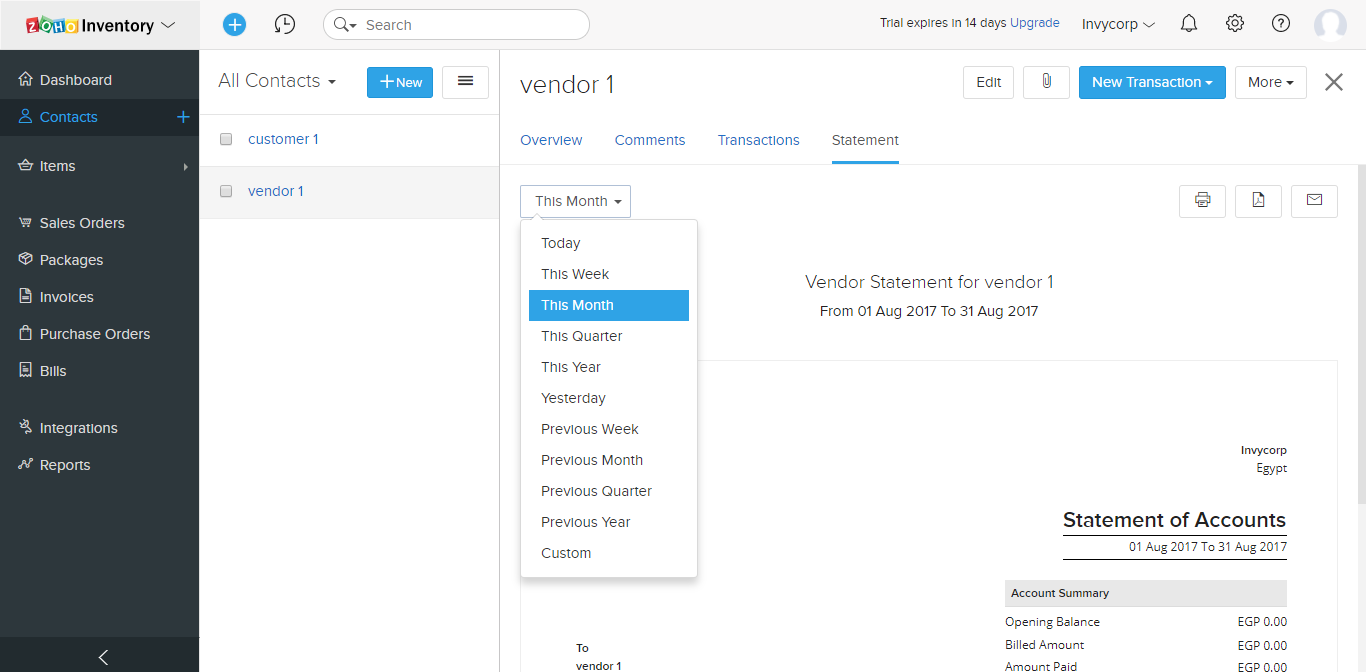 ZOHO Inventory
Search
Trial expires in 14 days Upgrade
Invycorp
Dashboard
Contacts
Items
Sales Orders
Packages
Invoices
Purchase Orders
Bills
Integrations
Reports
All Contacts
New
customer 1
vendor 1
vendor 1
Edit
New Transaction
More
Overview
Comments
Transactions
Statement
This Month
Today
This Week
This Month
This Quarter
This Year
Yesterday
Previous Week
Previous Month
Previous Quarter
Previous Year
Custom
Vendor Statement for vendor 1
From 01 Aug 2017 To 31 Aug 2017
Invycorp
Egypt
Statement of Accounts
01 Aug 2017 To 31 Aug 2017
Account Summary
Opening Balance EGP 0.00
Billed Amount EGP 0.00
Amount Paid EGP 0.00
To
vendor 1